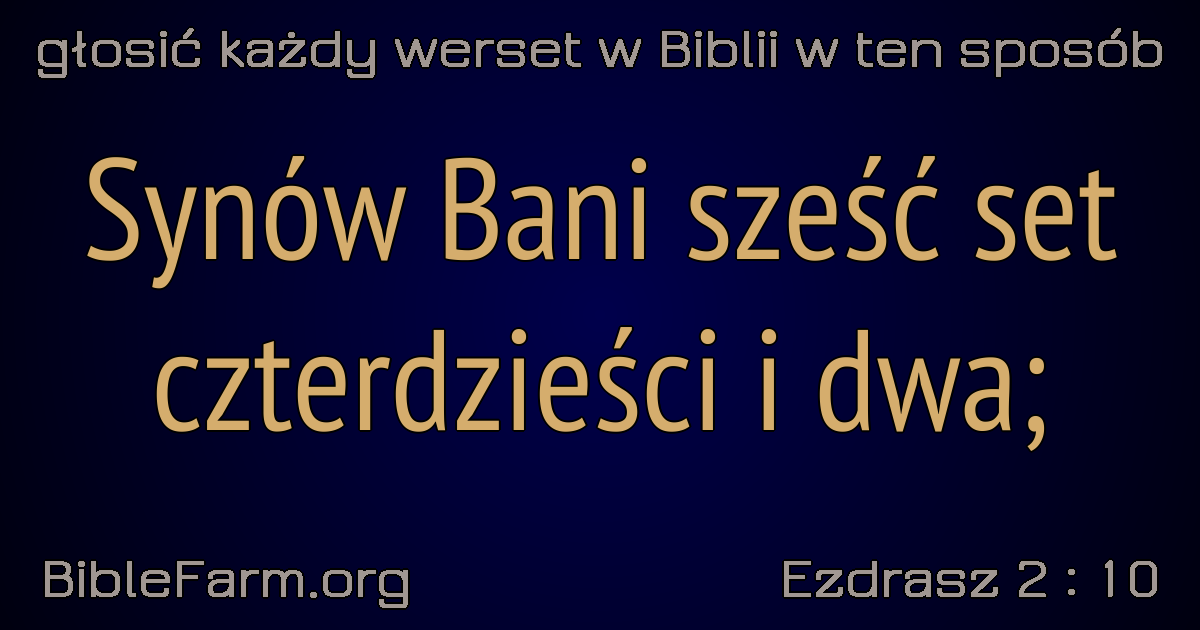 głosić każdy werset w Biblii w ten sposób
Synów Bani sześć set
czterdzieści i dwa;
BibleFarm.org
Ezdrasz 2 : 10